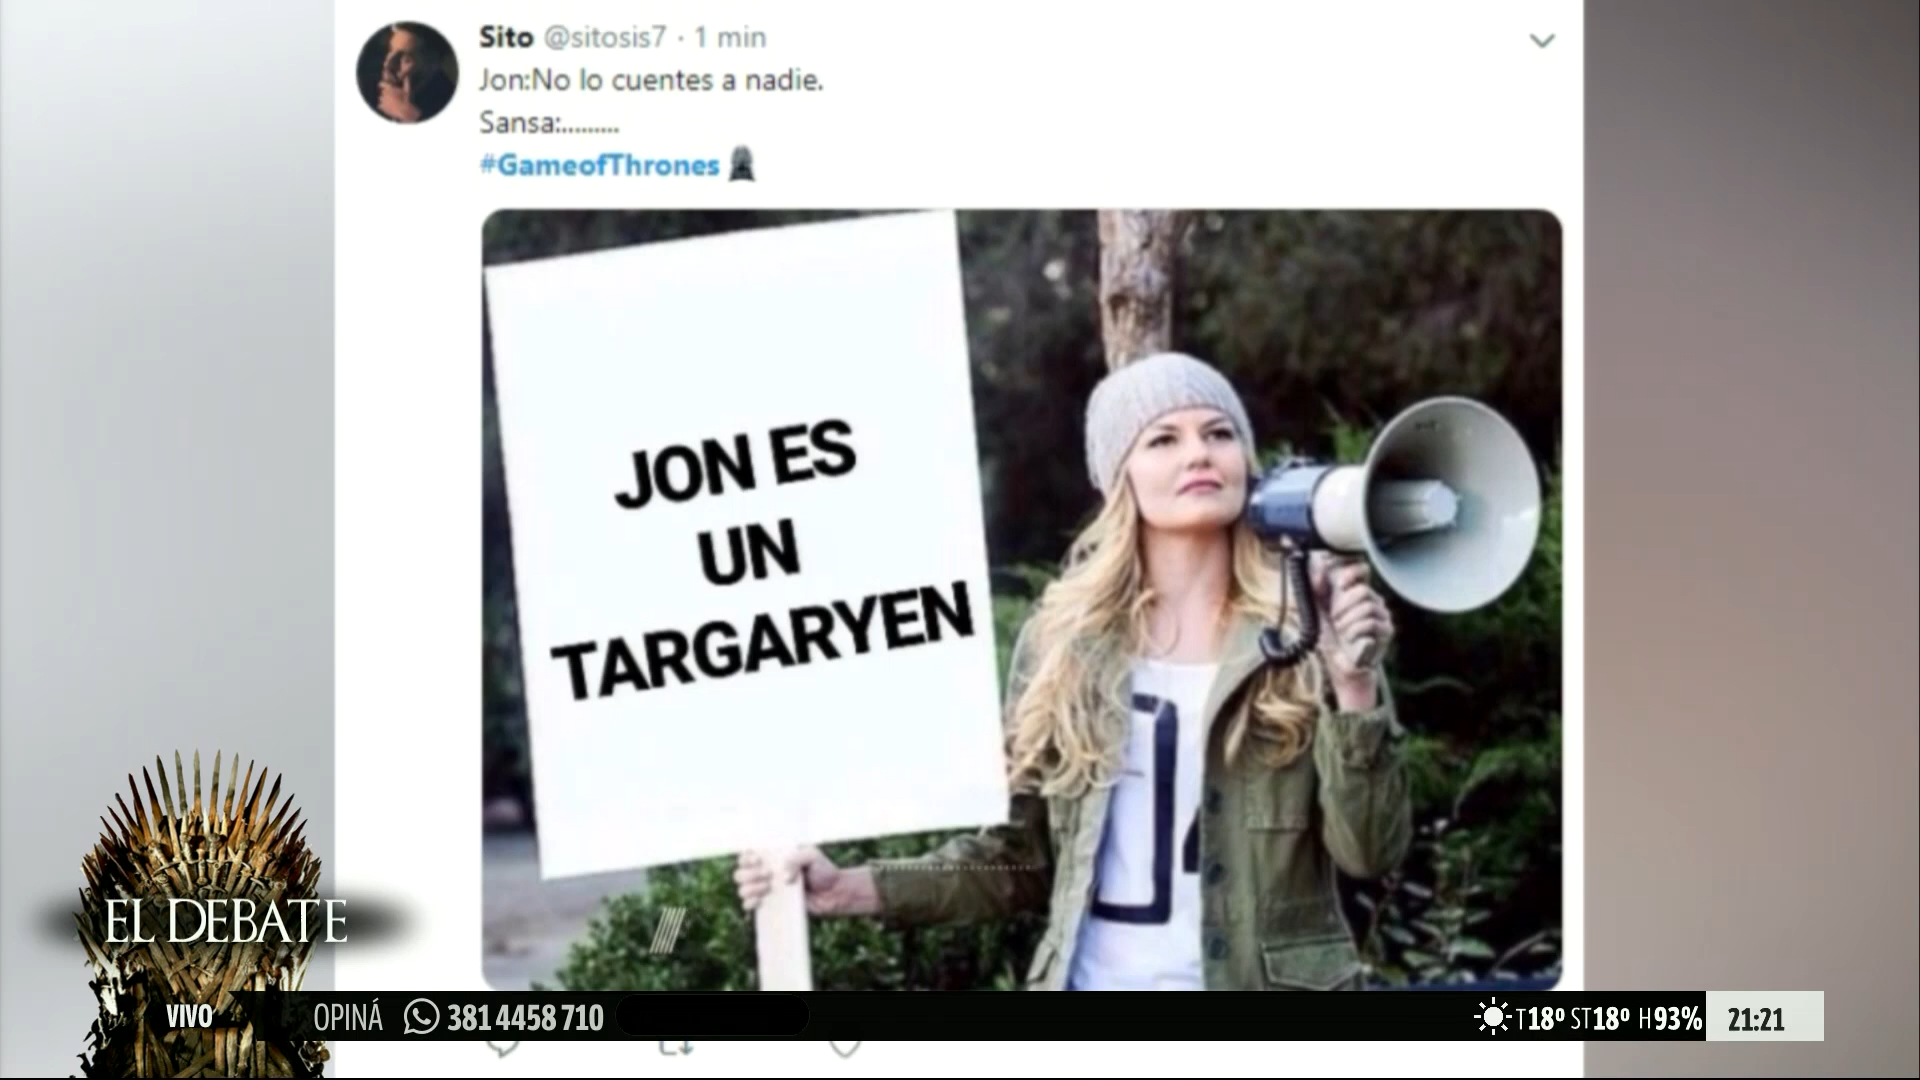 Sito @sitosis7 · 1 min
Jon:No lo cuentes a nadie.
Sansa:.........
#GameofThrones
JON ES
UN
TARGARYEN
EL DEBATE
VIVO
OPINÁ 381 4458 710
T18º ST18º H93% 21:21